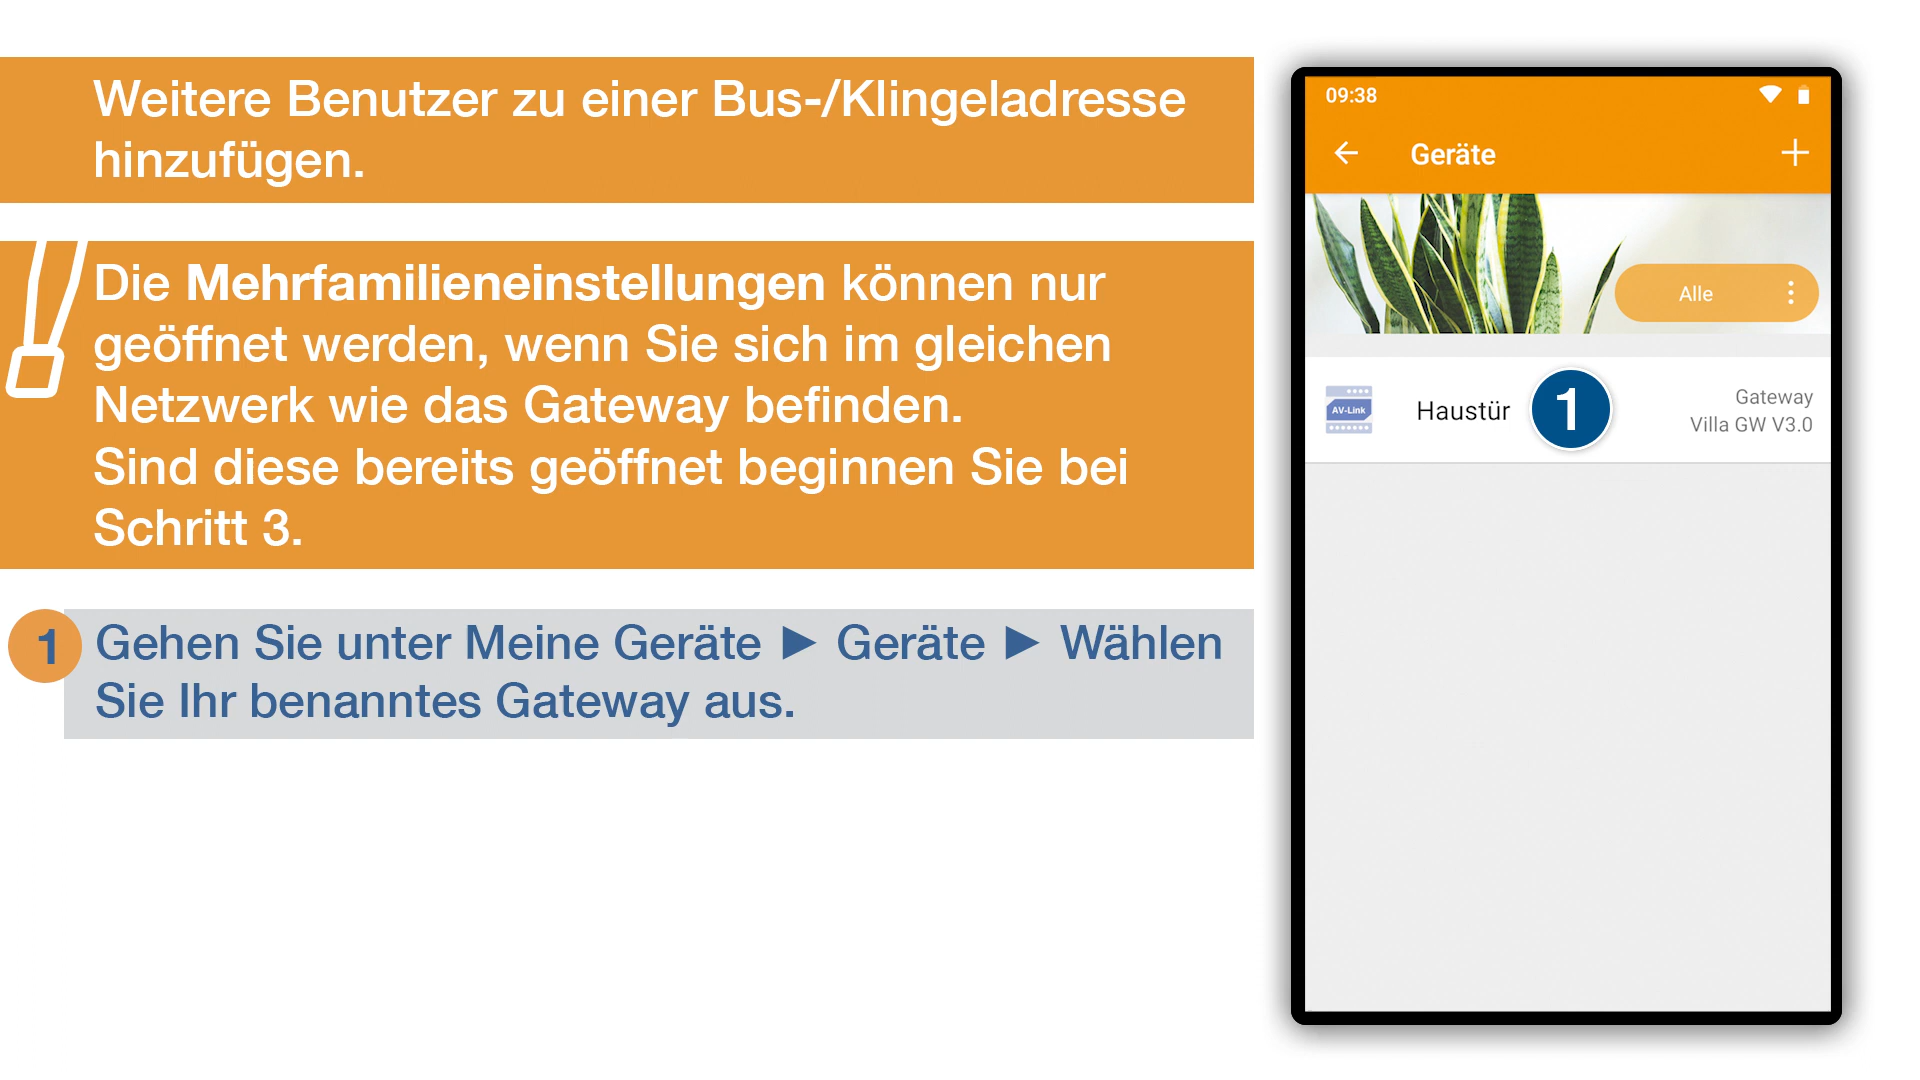 Weitere Benutzer zu einer Bus-/Klingeladresse
hinzufügen.
!
Die Mehrfamilieneinstellungen können nur
geöffnet werden, wenn Sie sich im gleichen
Netzwerk wie das Gateway befinden.
Sind diese bereits geöffnet beginnen Sie bei
Schritt 3.
1 Gehen Sie unter Meine Geräte ► Geräte ► Wählen
Sie Ihr benanntes Gateway aus.
09:38
Geräte
Alle
AV-Link
Haustür
1
Gateway
Villa GW V3.0